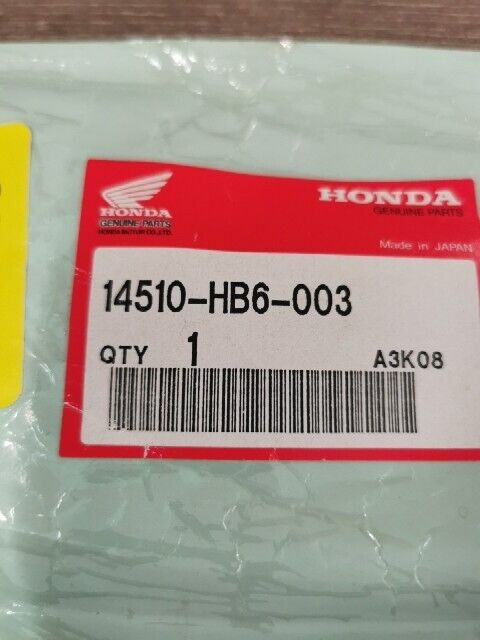 HONDA
GENUINE PARTS
HONDA MOTOR CO.,LTD.
HONDA
GENUINE PARTS
Made in JAPAN
14510-HB6-003
QTY 1
A3K08